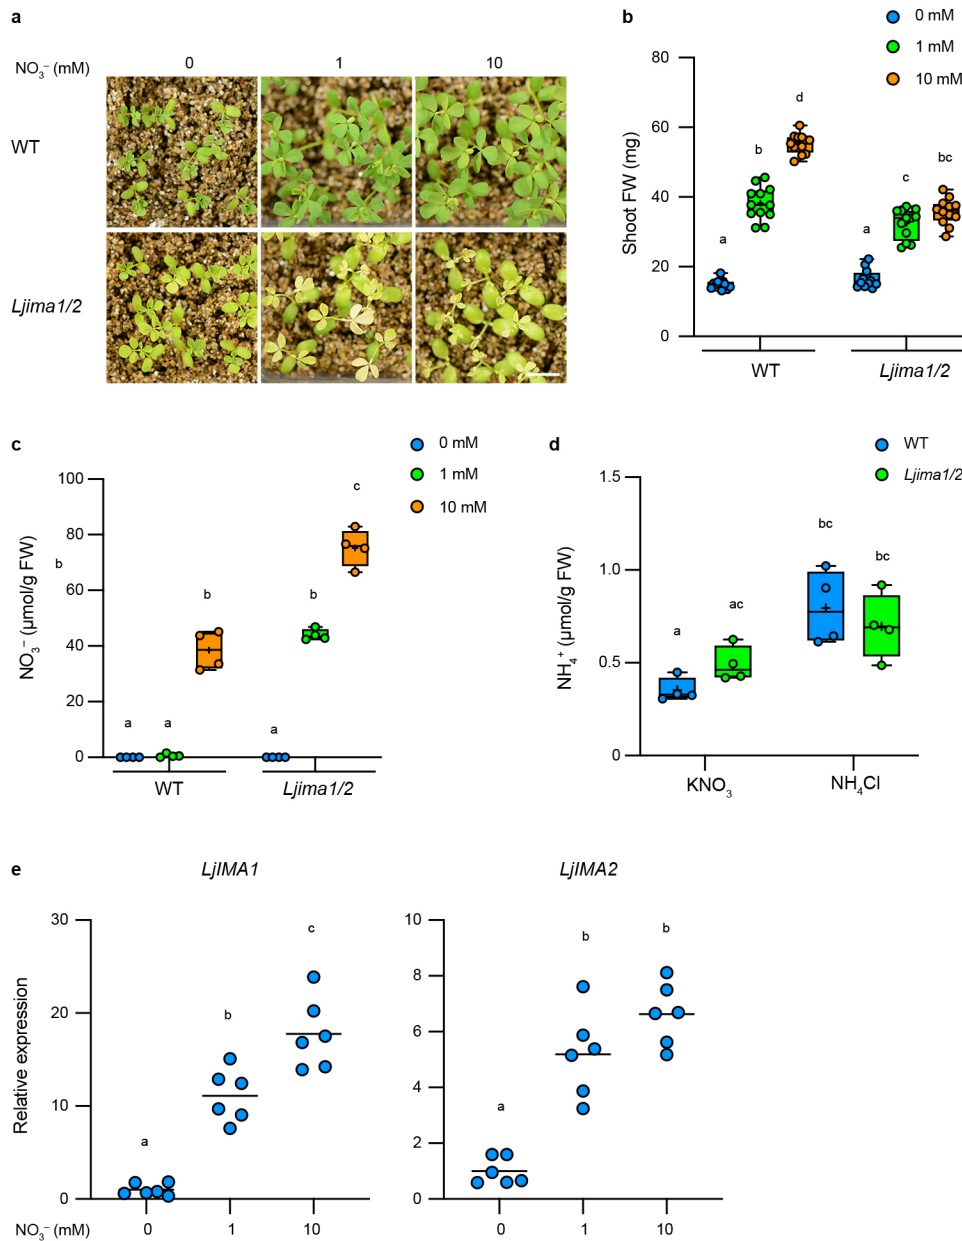 a
NO₃⁻ (mM)
0
1
10
WT
Ljima1/2
b
0 mM
1 mM
10 mM
80
60
40
20
0
Shoot FW (mg)
a
b
d
a
c
bc
WT
Ljima1/2
c
0 mM
1 mM
10 mM
100
80
60
40
20
0
NO₃⁻ (μmol/g FW)
b
a
a
b
a
b
c
WT
Ljima1/2
d
WT
Ljima1/2
1.5
1.0
0.5
0
NH₄⁺ (μmol/g FW)
a
ac
bc
bc
KNO₃
NH₄Cl
e
LjIMA1
30
20
10
0
Relative expression
a
b
c
NO₃⁻ (mM)
0
1
10
LjIMA2
10
8
6
4
2
0
a
b
b
0
1
10